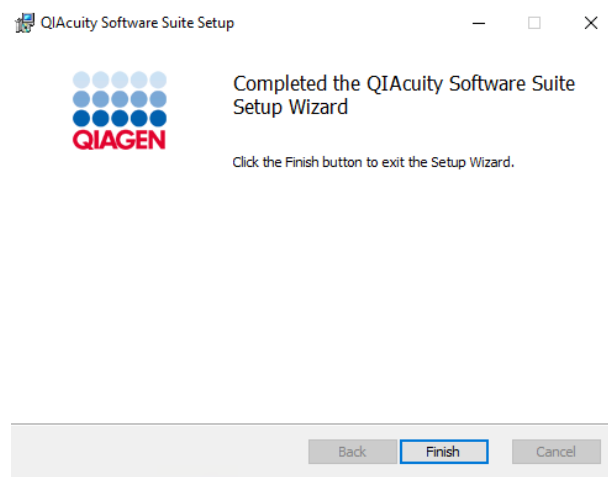 QIAcuity Software Suite Setup
QIAGEN
Completed the QIAcuity Software Suite
Setup Wizard
Click the Finish button to exit the Setup Wizard.
Back Finish Cancel